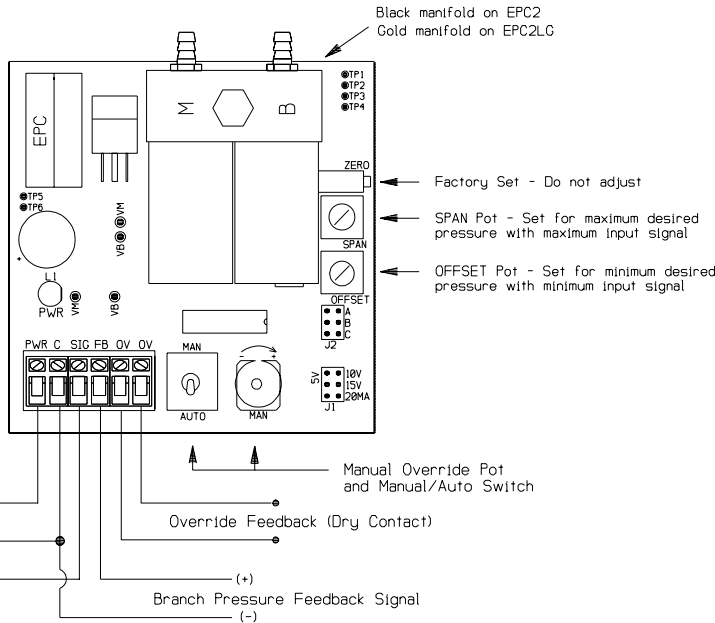 Black manifold on EPC2
Gold manifold on EPC2LG
TP1
TP2
TP3
TP4
M
B
EPC
ZERO
Factory Set - Do not adjust
TP5
TP6
VM
VB
SPAN Pot - Set for maximum desired
pressure with maximum input signal
SPAN
OFFSET Pot - Set for minimum desired
pressure with minimum input signal
L1
OFFSET
PWR
VM
VB
A
B
C
J2
PWR C SIG FB OV OV
MAN
- +
5V
10V
15V
20MA
J1
AUTO
MAN
Manual Override Pot
and Manual/Auto Switch
Override Feedback (Dry Contact)
(+)
Branch Pressure Feedback Signal
(-)